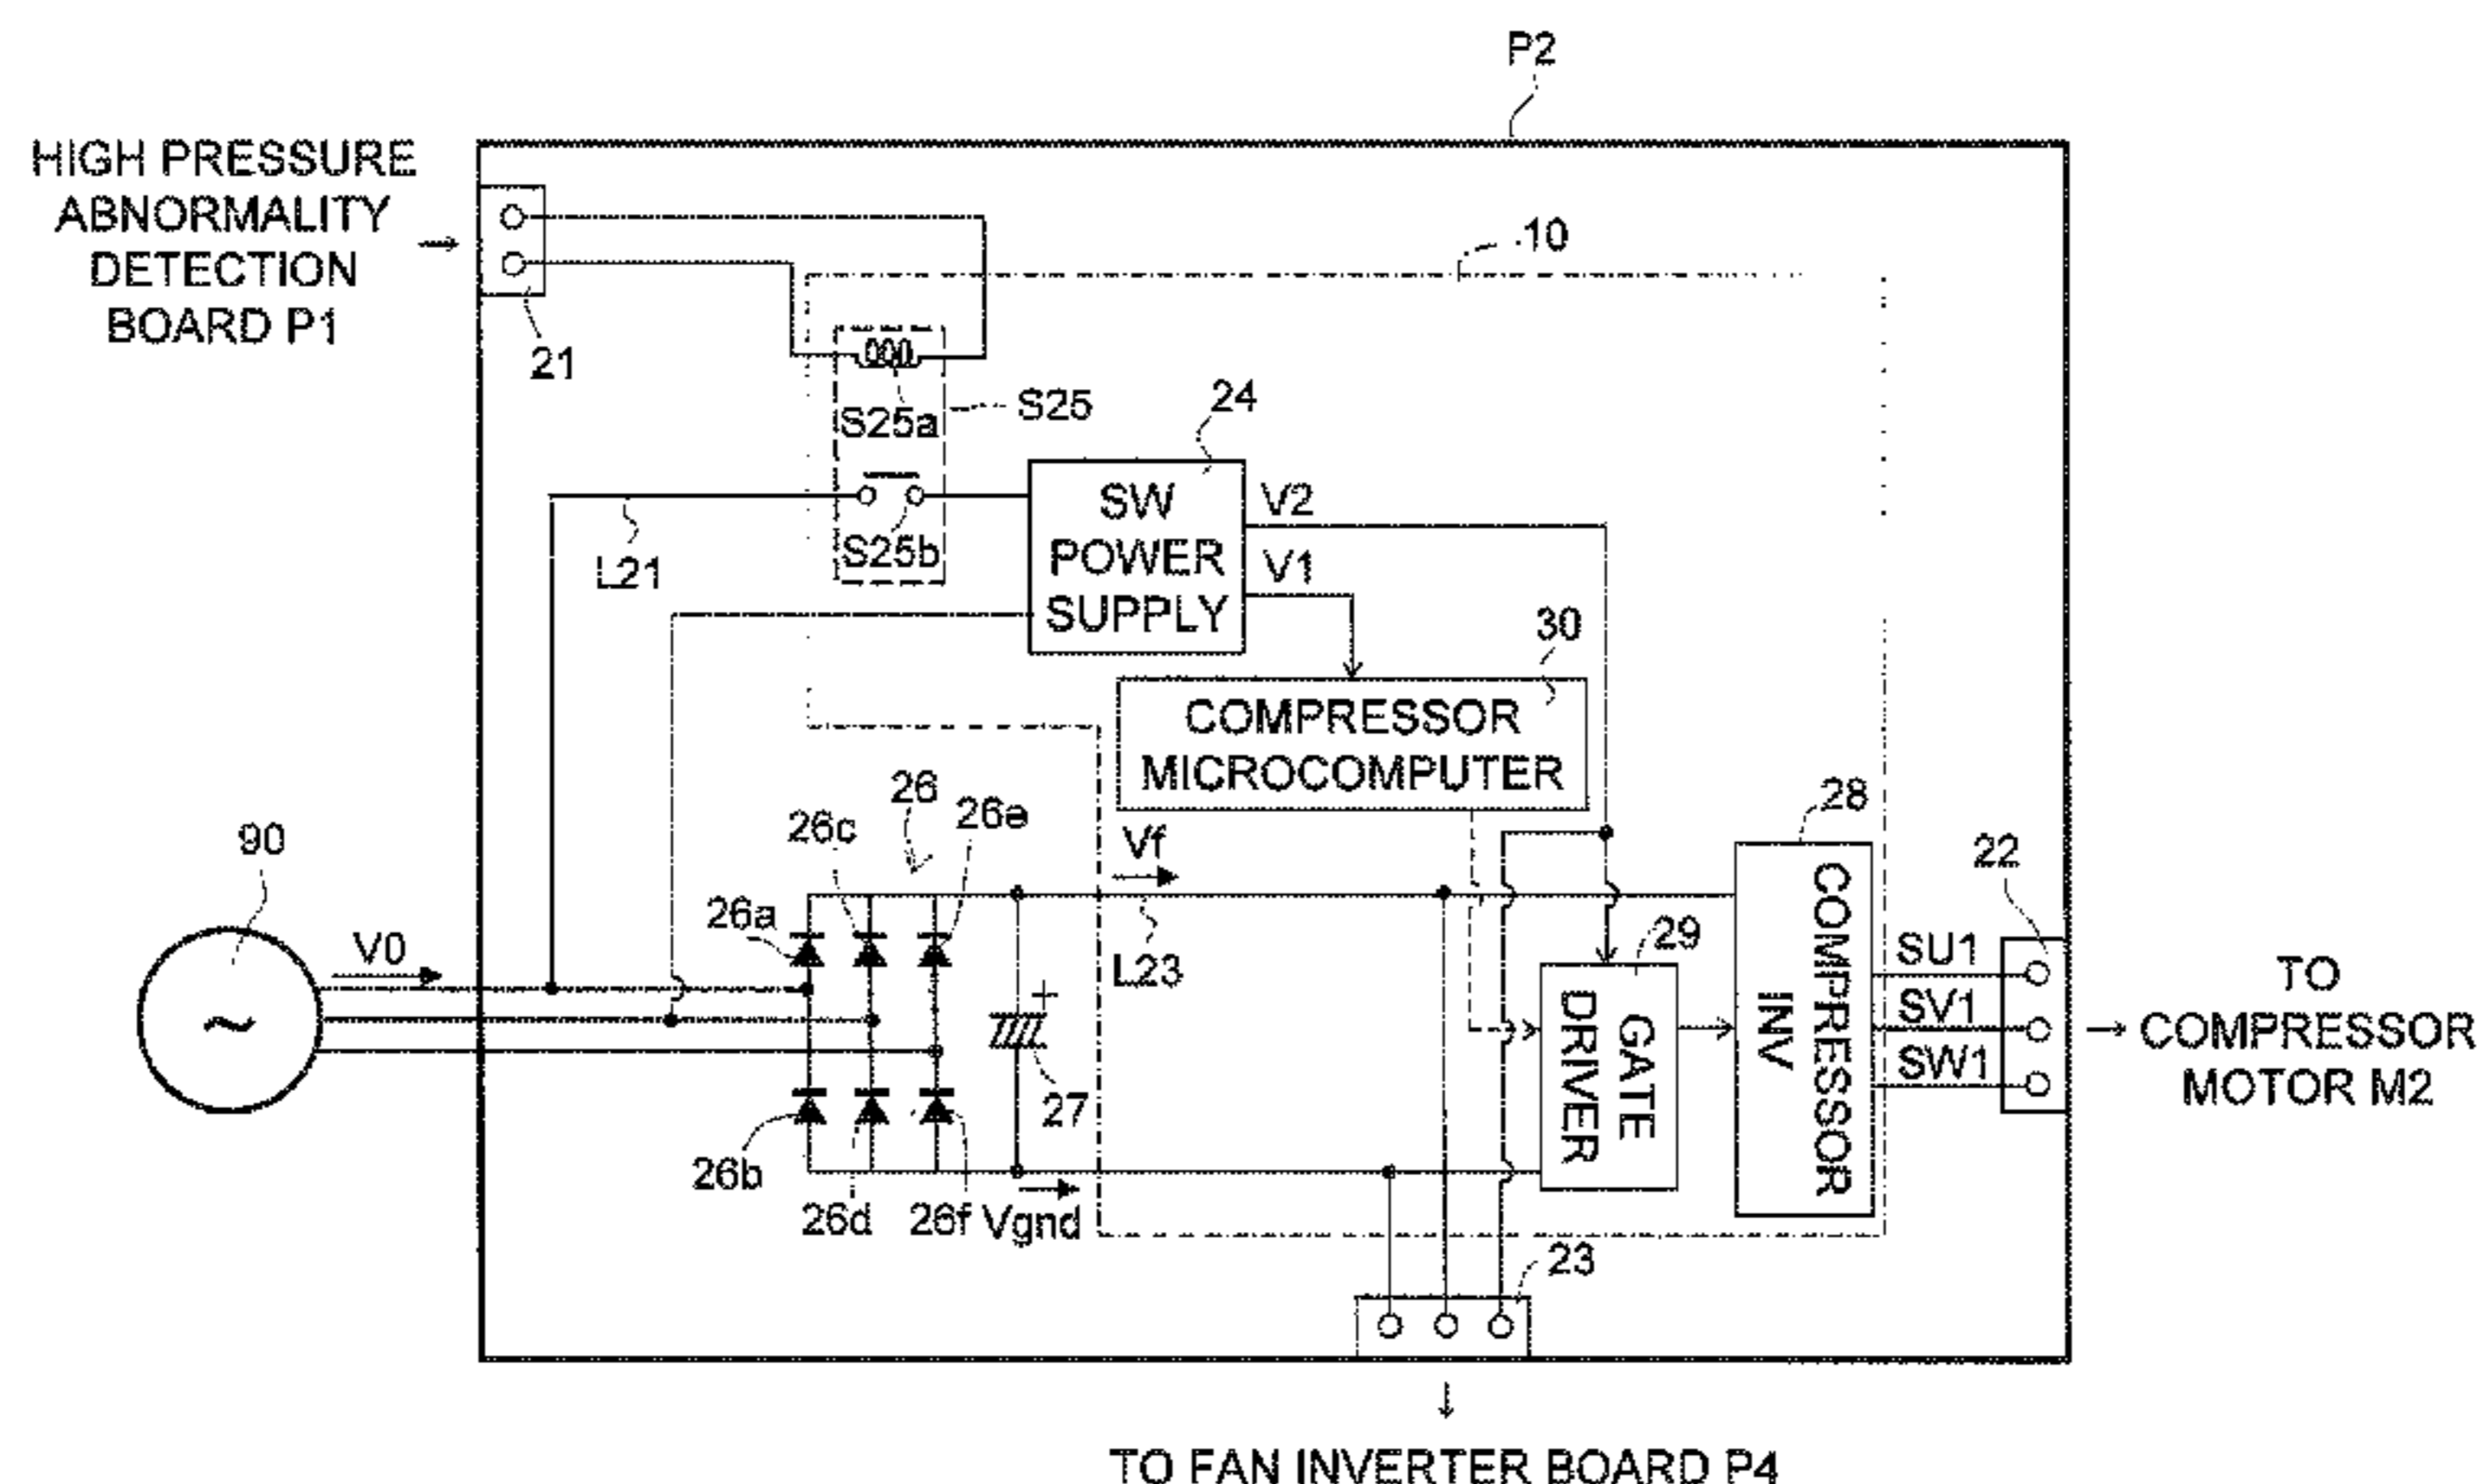 P2
HIGH PRESSURE
ABNORMALITY
DETECTION
BOARD P1
10
21
S25a
S25
24
SW
POWER
SUPPLY
V2
V1
S25b
L21
30
COMPRESSOR
MICROCOMPUTER
26
26c
26e
Vf
28
90
22
26a
V0
L23
29
COMPRESSOR
INV
GATE
DRIVER
SU1
SV1
SW1
TO
COMPRESSOR
MOTOR M2
~
+
27
26b
26d
26f
Vgnd
23
TO FAN INVERTER BOARD P4